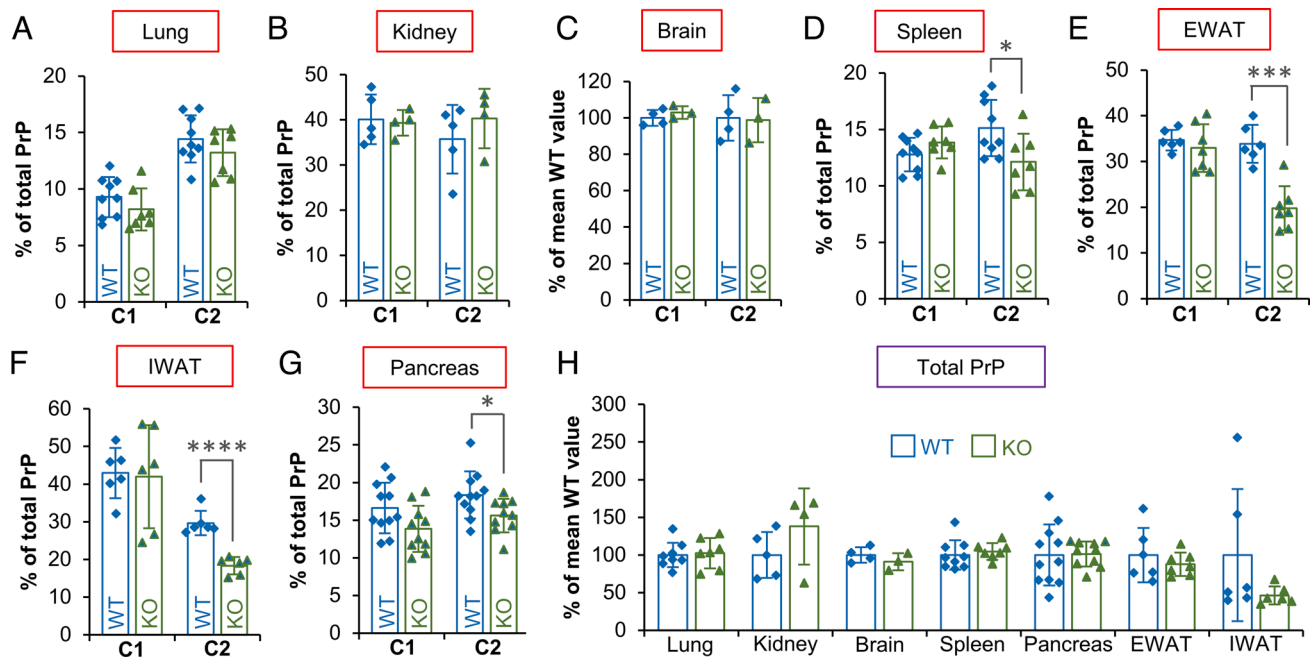 A
Lung
% of total PrP
20
15
10
5
0
WT
KO
C1
C2
B
Kidney
% of total PrP
50
40
30
20
10
0
WT
KO
WT
KO
C1
C2
C
Brain
% of mean WT value
120
100
80
60
40
20
0
WT
KO
WT
KO
C1
C2
D
Spleen
% of total PrP
20
15
10
5
0
*
WT
KO
WT
KO
C1
C2
E
EWAT
% of total PrP
50
40
30
20
10
0
***
WT
KO
WT
KO
C1
C2
F
IWAT
% of total PrP
60
50
40
30
20
10
0
****
WT
KO
WT
KO
C1
C2
G
Pancreas
% of total PrP
30
25
20
15
10
5
0
*
WT
KO
WT
KO
C1
C2
H
Total PrP
% of mean WT value
300
250
200
150
100
50
0
WT KO
Lung Kidney Brain Spleen Pancreas EWAT IWAT